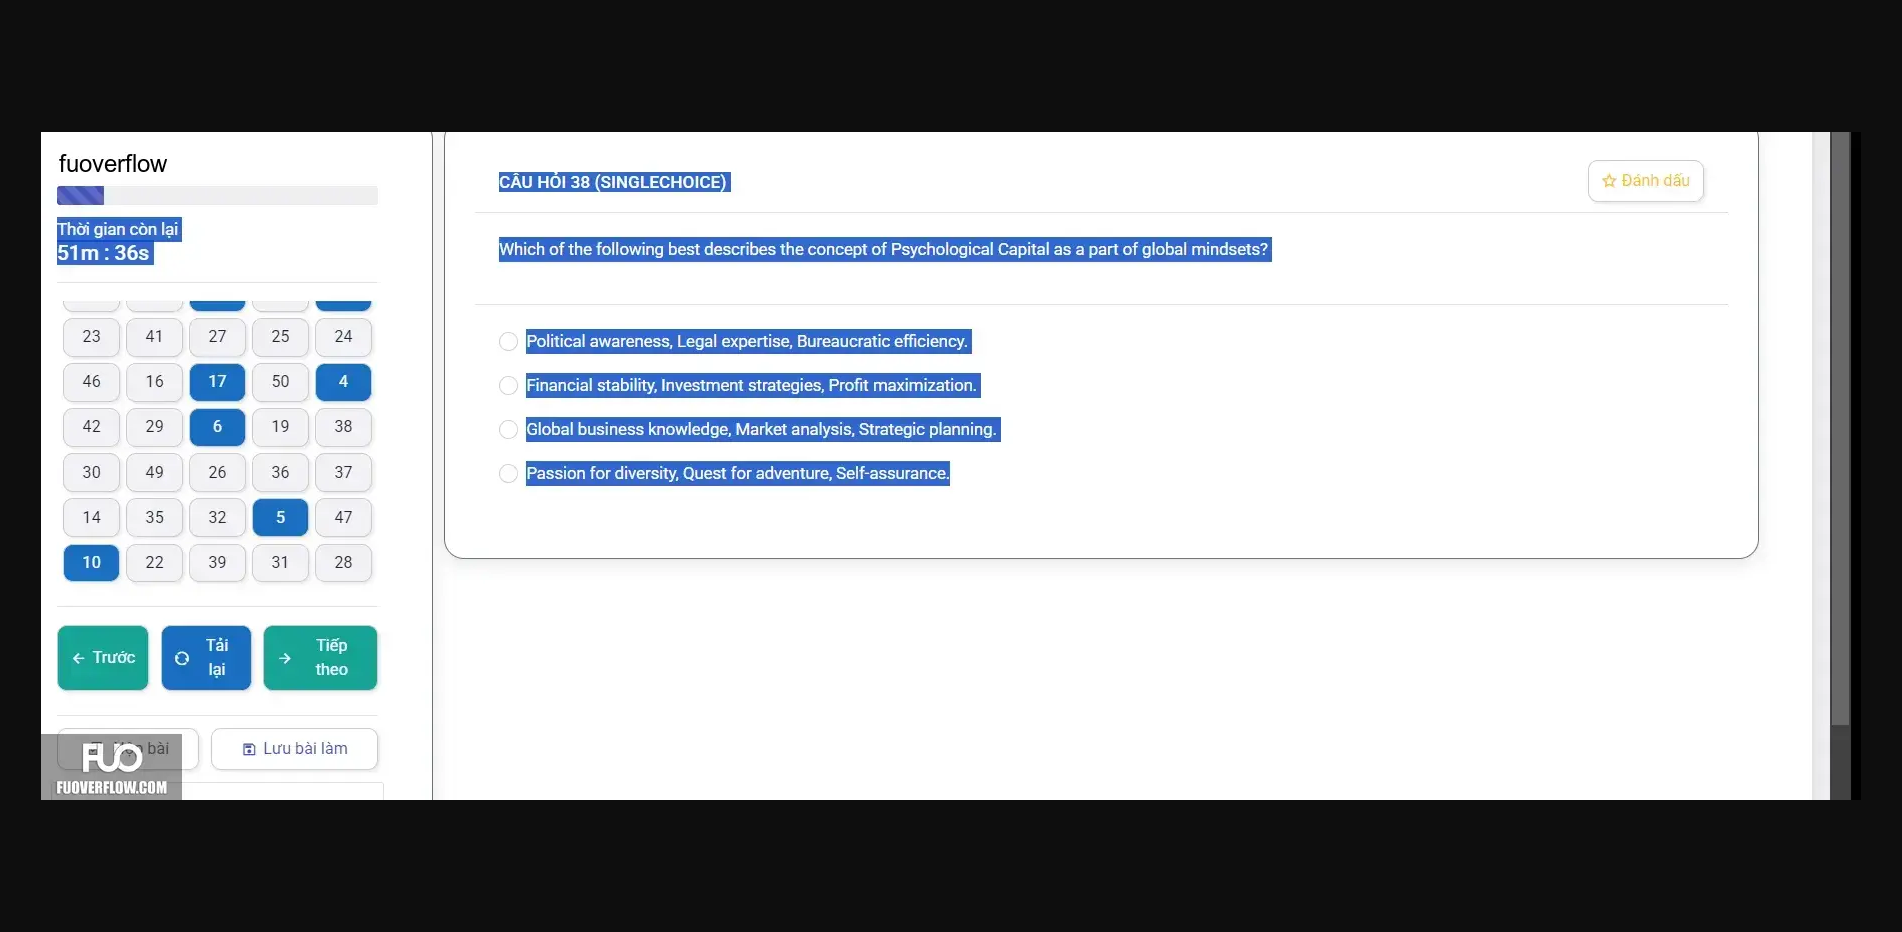 fuoverflow
Thời gian còn lại
51m : 36s
23 41 27 25 24
46 16 17 50 4
42 29 6 19 38
30 49 26 36 37
14 35 32 5 47
10 22 39 31 28
Trước
Tải lại
Tiếp theo
bài
Lưu bài làm
FUO
FUOVERFLOW.COM
CÂU HỎI 38 (SINGLECHOICE)
Đánh dấu
Which of the following best describes the concept of Psychological Capital as a part of global mindsets?
Political awareness, Legal expertise, Bureaucratic efficiency.
Financial stability, Investment strategies, Profit maximization.
Global business knowledge, Market analysis, Strategic planning.
Passion for diversity, Quest for adventure, Self-assurance.